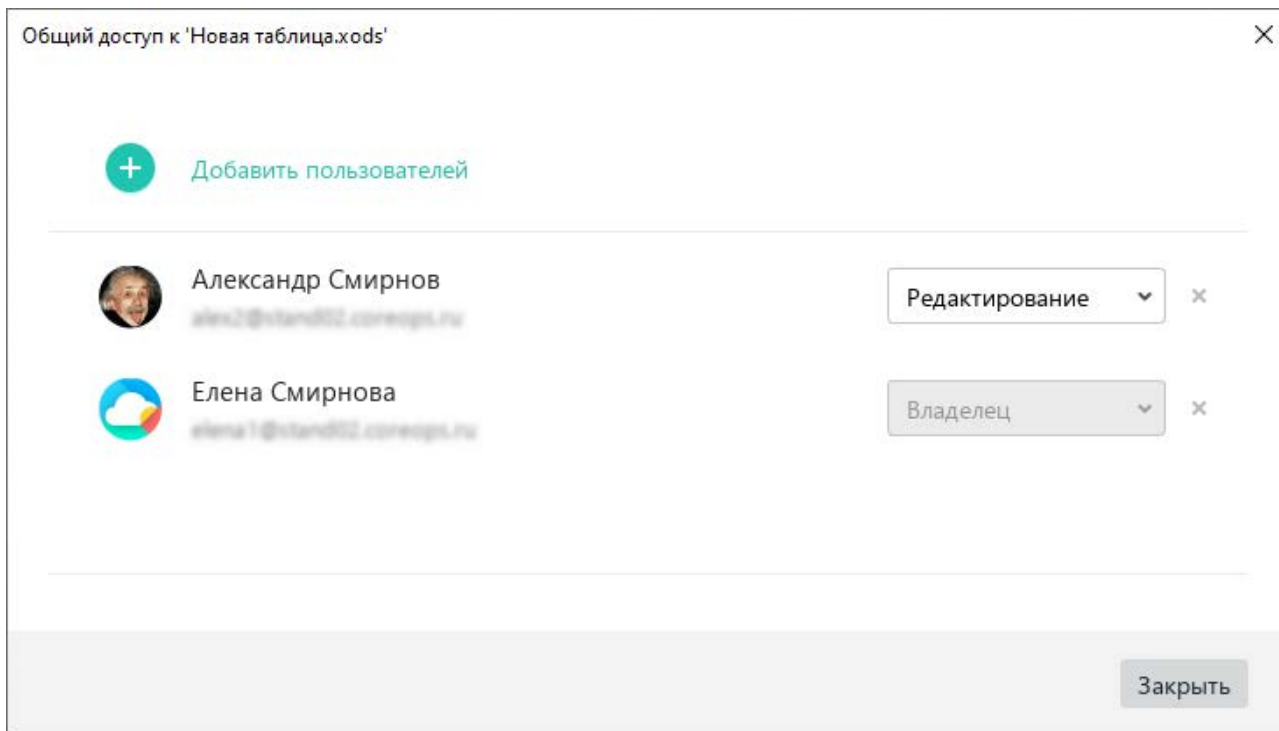 Общий доступ к 'Новая таблица.xods'
Добавить пользователей
Александр Смирнов
Редактирование
Елена Смирнова
Владелец
Закрыть